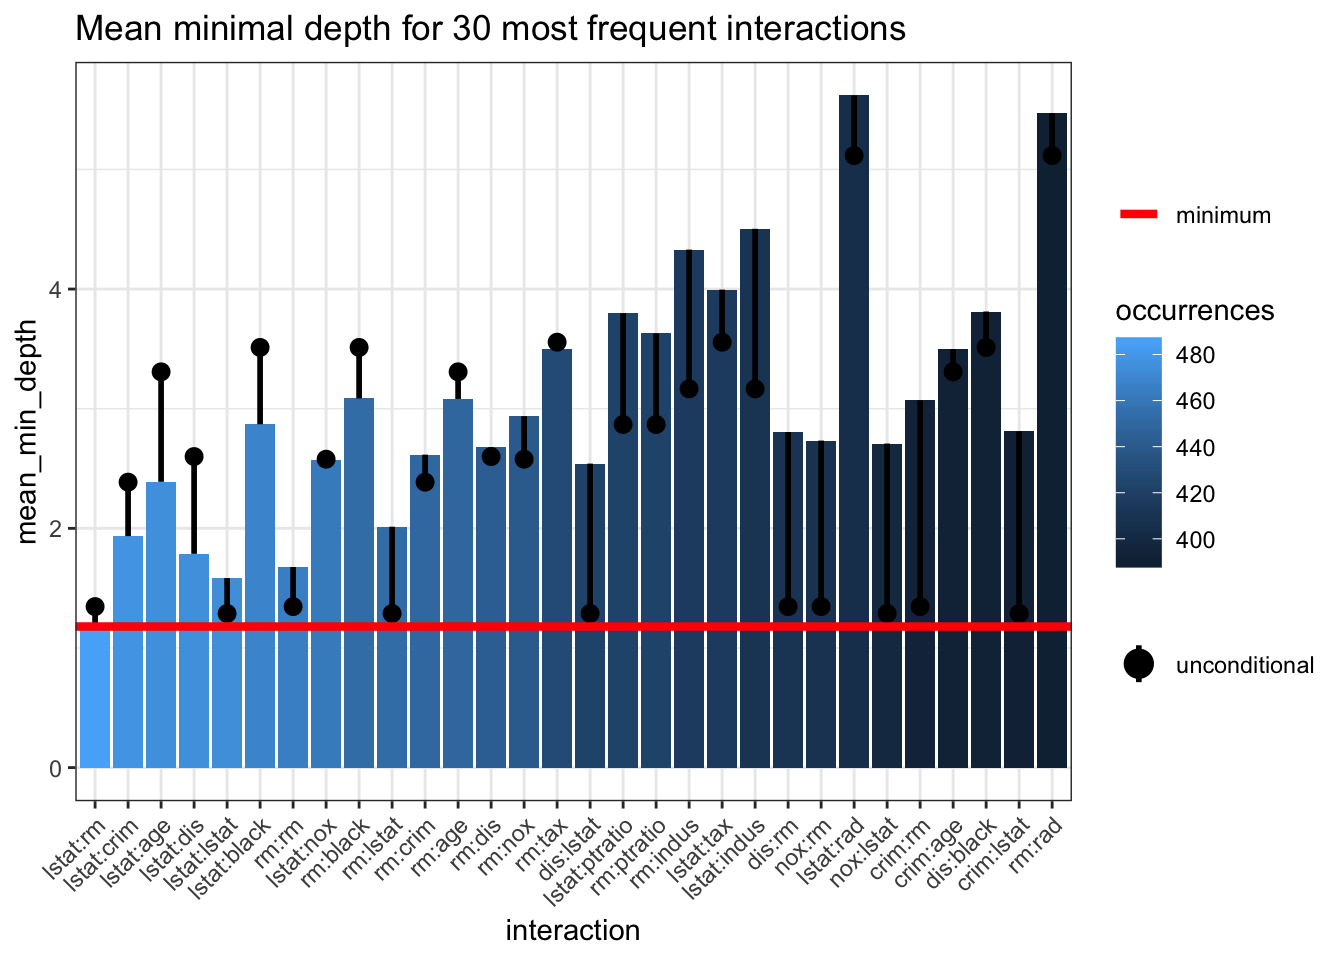 Mean minimal depth for 30 most frequent interactions
mean_min_depth
4
2
0
lstat:rm
lstat:crim
lstat:age
lstat:dis
lstat:lstat
lstat:black
rm:rm
lstat:nox
rm:black
rm:lstat
rm:crim
rm:age
rm:dis
rm:nox
rm:tax
dis:lstat
lstat:ptratio
rm:ptratio
rm:indus
lstat:tax
lstat:indus
dis:rm
nox:rm
lstat:rad
nox:lstat
crim:rm
crim:age
dis:black
crim:lstat
rm:rad
interaction
minimum
occurrences
480
460
440
420
400
unconditional